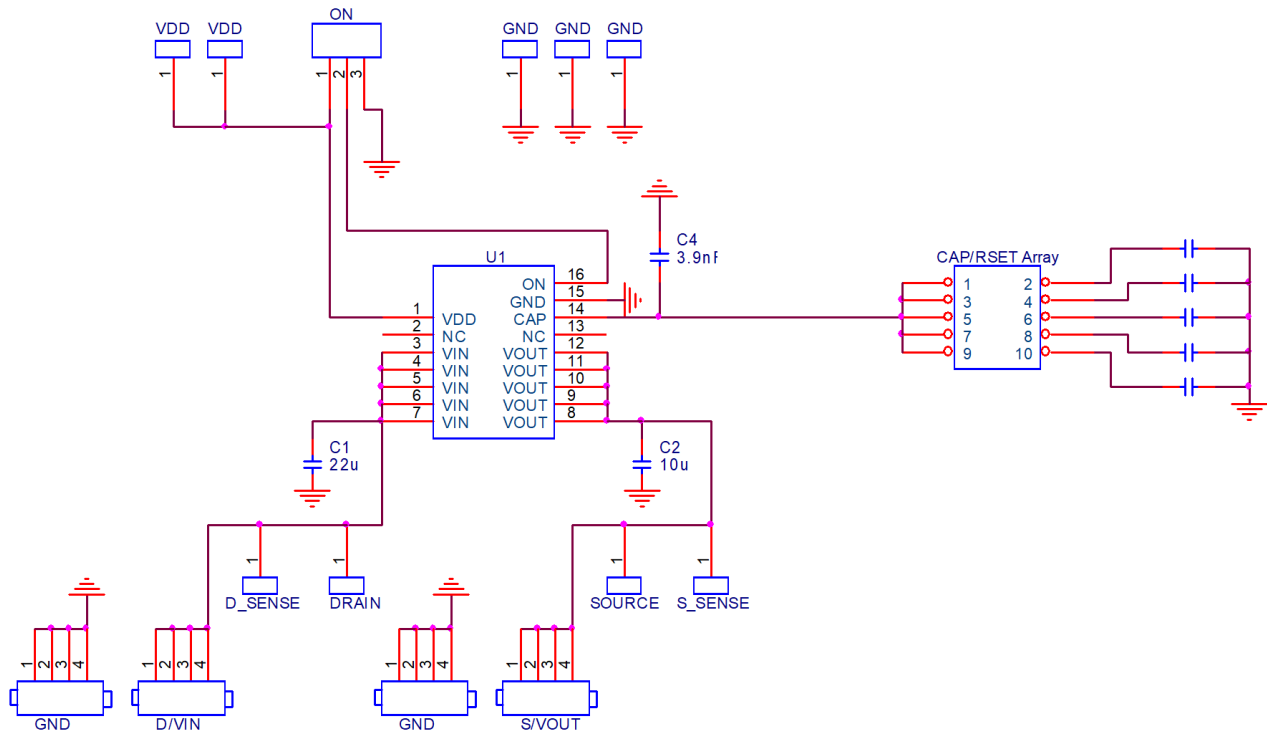 ON
VDD VDD GND GND GND
1 1 1 2 3 1 1 1
C4
3.9nF
U1
CAP/RSET Array
1 VDD ON 16
2 NC GND 15
3 VIN CAP 14
4 VIN NC 13
5 VIN VOUT 12
6 VIN VOUT 11
7 VIN VOUT 10
VOUT 9
VOUT 8
1 2
3 4
5 6
7 8
9 10
C1
22u
C2
10u
1 1 1 1
D_SENSE DRAIN SOURCE S_SENSE
1 2 3 4 1 2 3 4 1 2 3 4 1 2 3 4
GND D/VIN GND S/VOUT